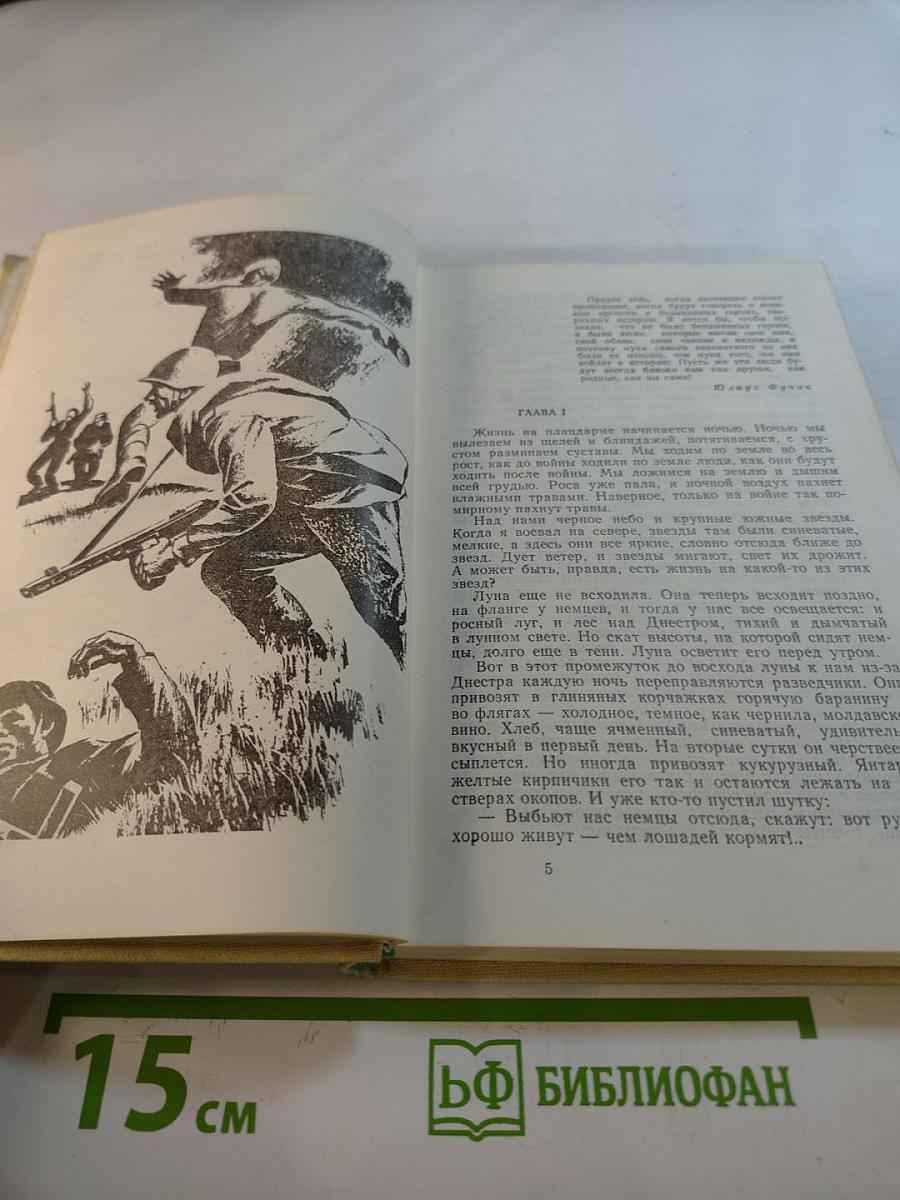 Придет день, когда настоящее станет
прошедшим, когда будут говорить о вели-
ком времени и безымянных героях, тво-
ривших историю. Я хотел бы, чтобы все
знали, что не было безымянных героев,
а были люди, которые имели свое имя,
свой облик, свои чаяния и надежды, и
поэтому муки самого незаметного из них
были не меньше, чем муки того, чье имя
войдет в историю. Пусть же эти люди бу-
дут всегда близки вам как друзья, как
родные, как вы сами!
Юлиус Фучик
ГЛАВА I
Жизнь на плацдарме начинается ночью. Ночью мы
вылезаем из щелей и блиндажей, потягиваемся, с хру-
стом разминаем суставы. Мы ходим по земле во весь
рост, как до войны ходили по земле люди, как они будут
ходить после войны. Мы ложимся на землю и дышим
всей грудью. Роса уже пала, и ночной воздух пахнет
влажными травами. Наверное, только на войне так по-
мирному пахнут травы.
Над нами черное небо и крупные южные звезды.
Когда я воевал на севере, звезды там были синеватые,
мелкие, а здесь они все яркие, словно отсюда ближе до
звезд. Дует ветер, и звезды мигают, свет их дрожит.
А может быть, правда, есть жизнь на какой-то из этих
звезд?
Луна еще не всходила. Она теперь всходит поздно,
на фланге у немцев, и тогда у нас все освещается: и
росный луг, и лес над Днестром, тихий и дымчатый
в лунном свете. Но скат высоты, на которой сидят нем-
цы, долго еще в тени. Луна осветит его перед утром.
Вот в этот промежуток до восхода луны к нам из-за
Днестра каждую ночь переправляются разведчики. Они
привозят в глиняных корчажках горячую баранину
во флягах — холодное, темное, как чернила, молдавско
вино. Хлеб, чаще ячменный, синеватый, удивитель
вкусный в первый день. На вторые сутки он черствее
сыплется. Но иногда привозят кукурузный. Янтар
желтые кирпичики его так и остаются лежать на
стверах окопов. И уже кто-то пустил шутку:
— Выбьют нас немцы отсюда, скажут: вот ру
хорошо живут — чем лошадей кормят!..
5
15 см
ЬФ БИБЛИОФАН